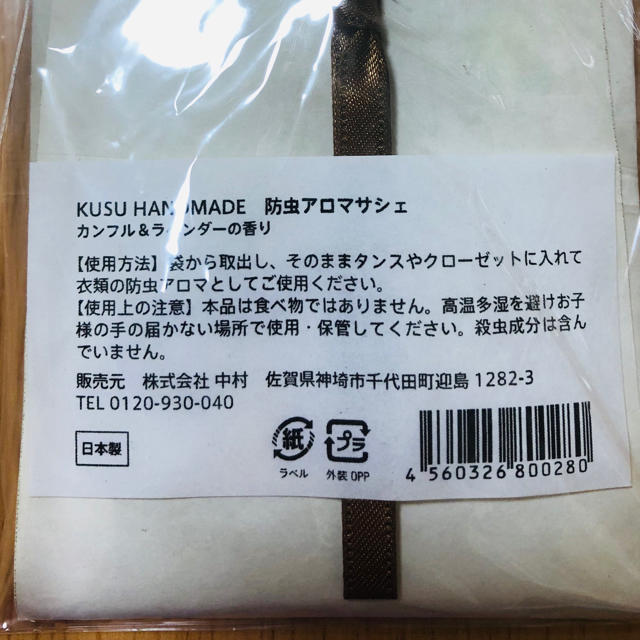 KUSU HANDMADE　防虫アロマサシェ
カンフル＆ラベンダーの香り
【使用方法】袋から取出し、そのままタンスやクローゼットに入れて
衣類の防虫アロマとしてご使用ください。
【使用上の注意】本品は食べ物ではありません。高温多湿を避けお子
様の手の届かない場所で使用・保管してください。殺虫成分は含ん
でいません。
販売元　株式会社 中村　佐賀県神埼市千代田町迎島 1282-3
TEL 0120-930-040
日本製
紙
ラベル
プラ
外装 OPP
4 560326 800280